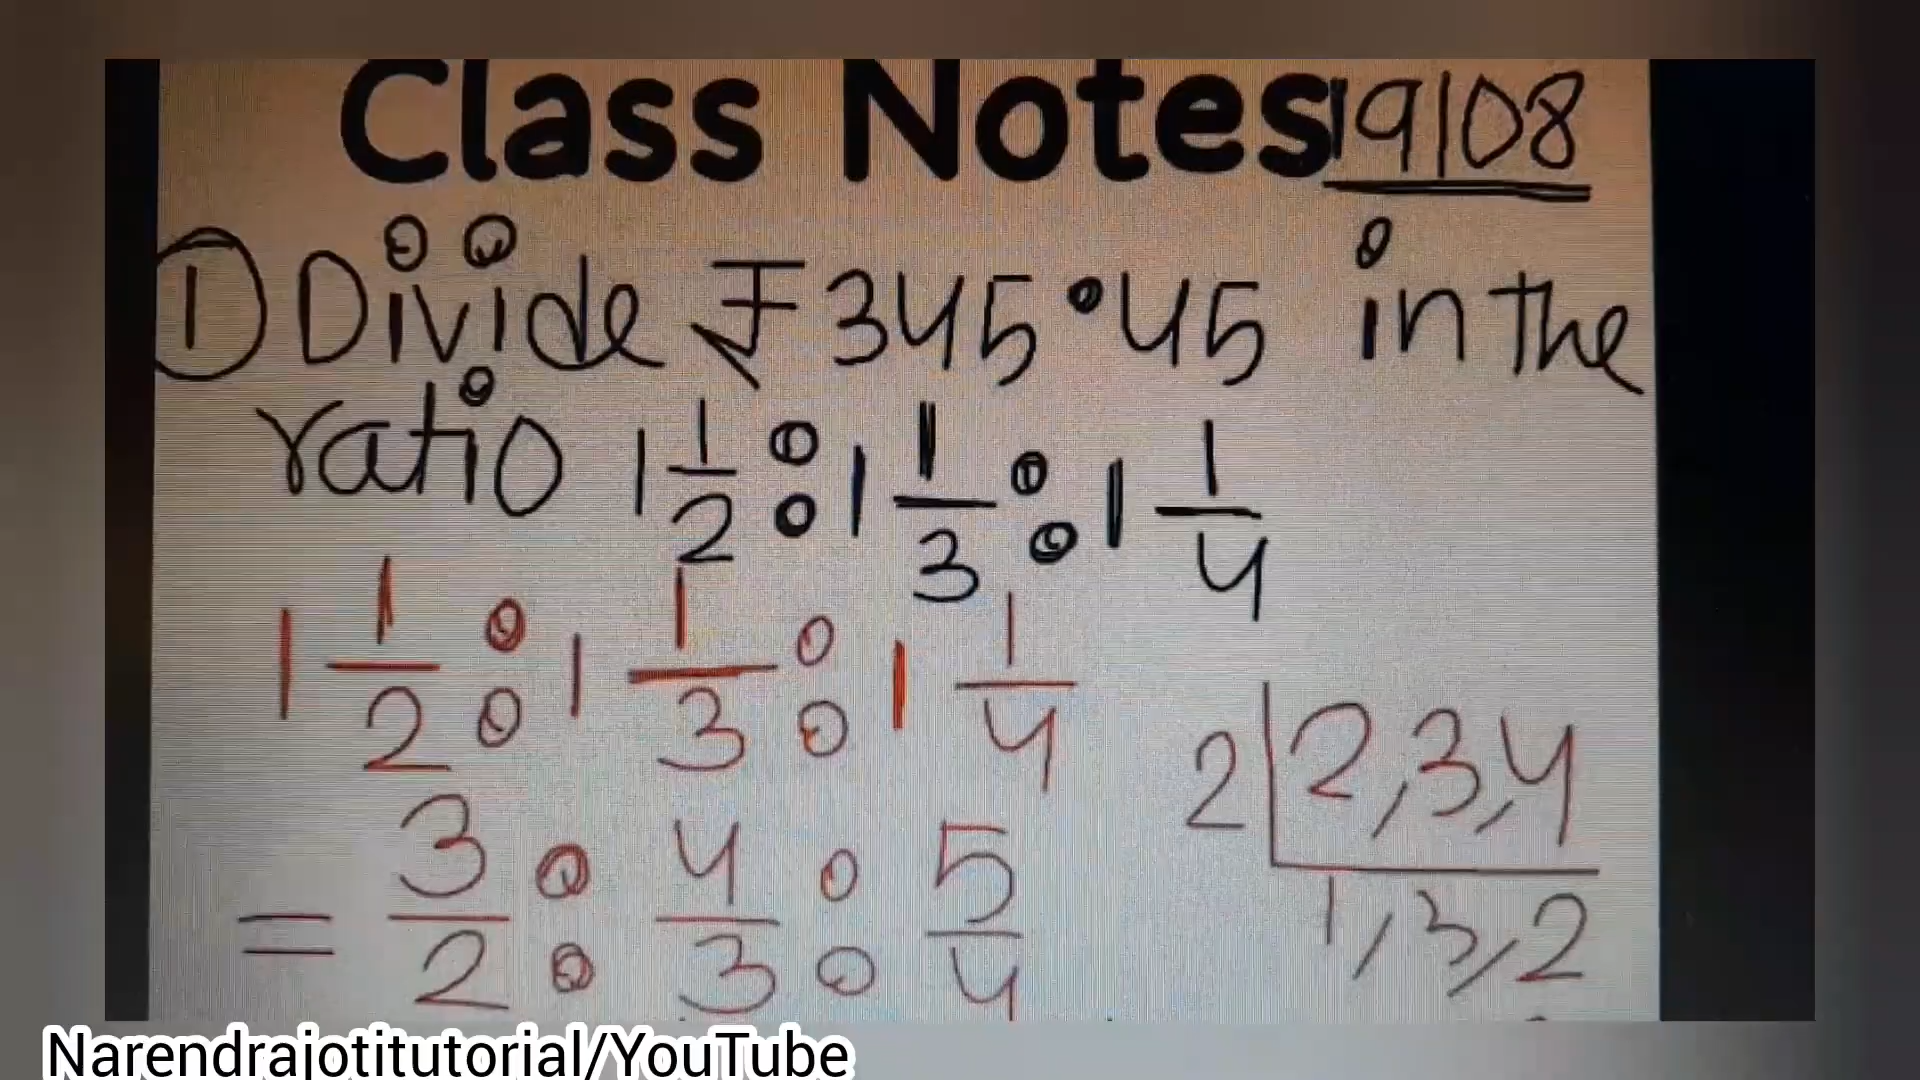 Class Notes 19/08
① Divide ₹345.45 in the
ratio 1 1/2 : 1 1/3 : 1 1/4
1 1/2 : 1 1/3 : 1 1/4
2 | 2,3,4
= 3/2 : 4/3 : 5/4
1,3,2
Narendrajotitutorial/YouTube